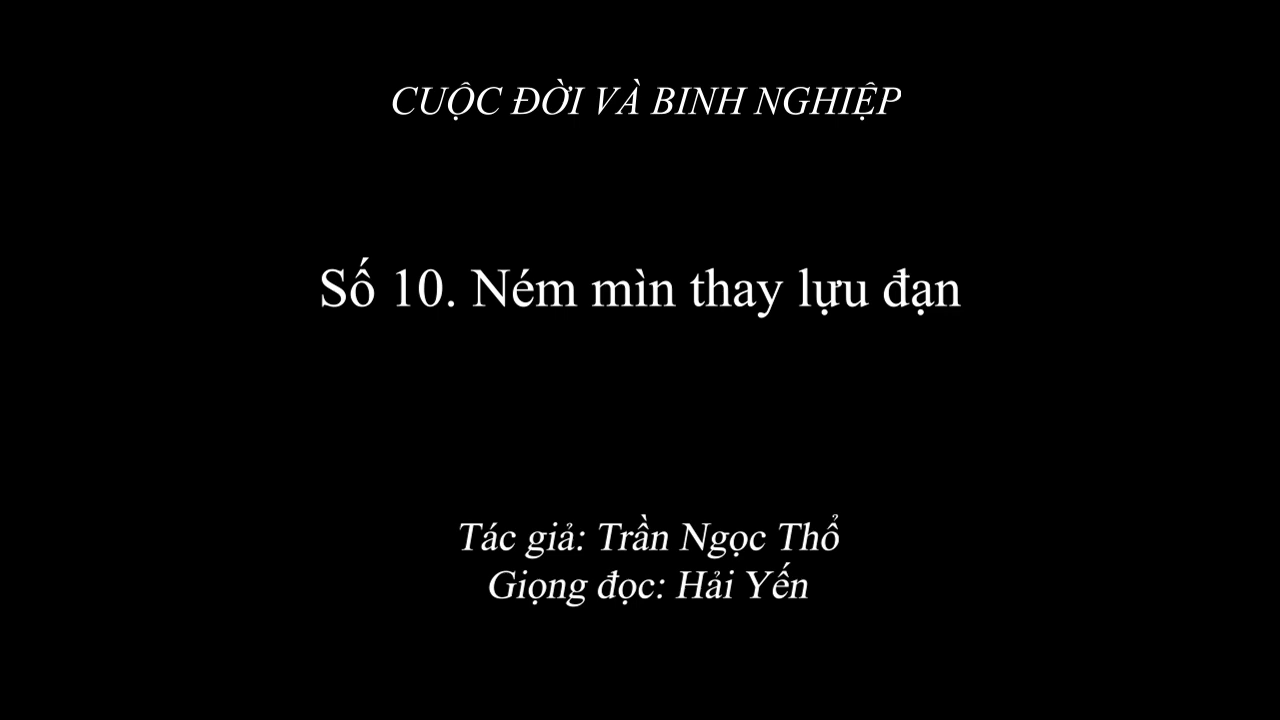 CUỘC ĐỜI VÀ BINH NGHIỆP
Số 10. Ném mìn thay lựu đạn
Tác giả: Trần Ngọc Thổ
Giọng đọc: Hải Yến